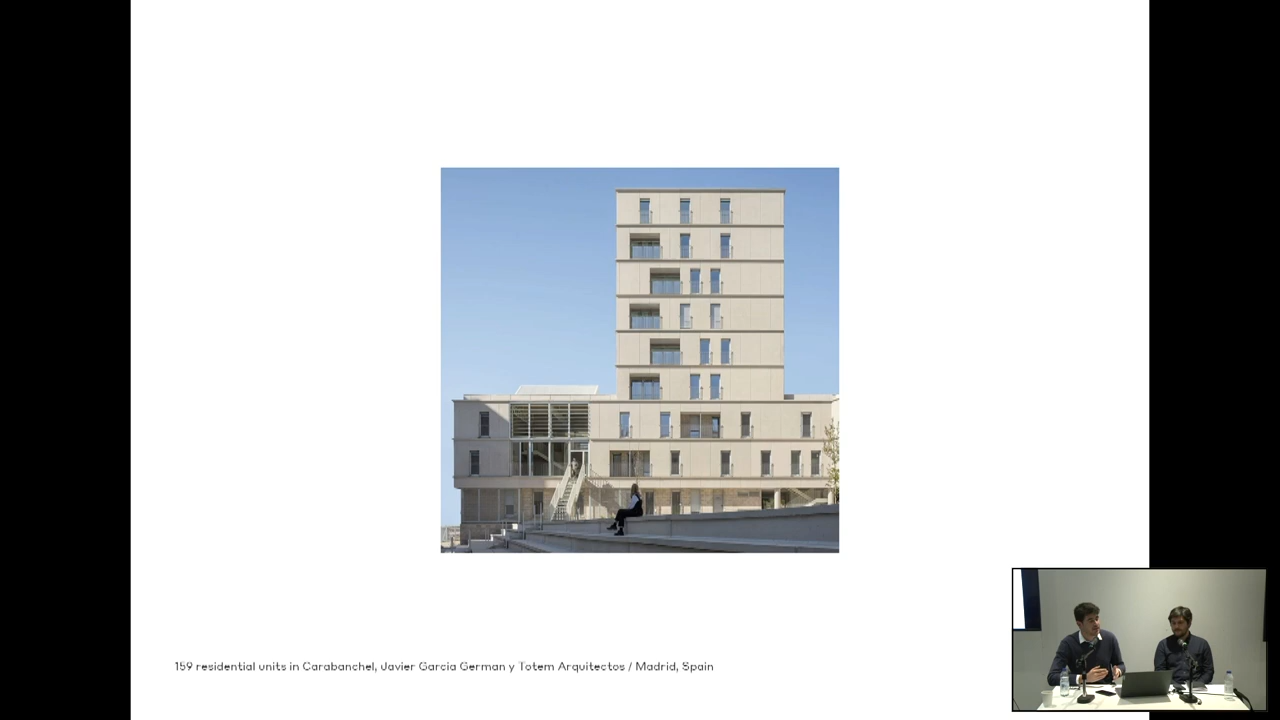 159 residential units in Carabanchel, Javier Garcia German y Totem Arquitectos / Madrid, Spain